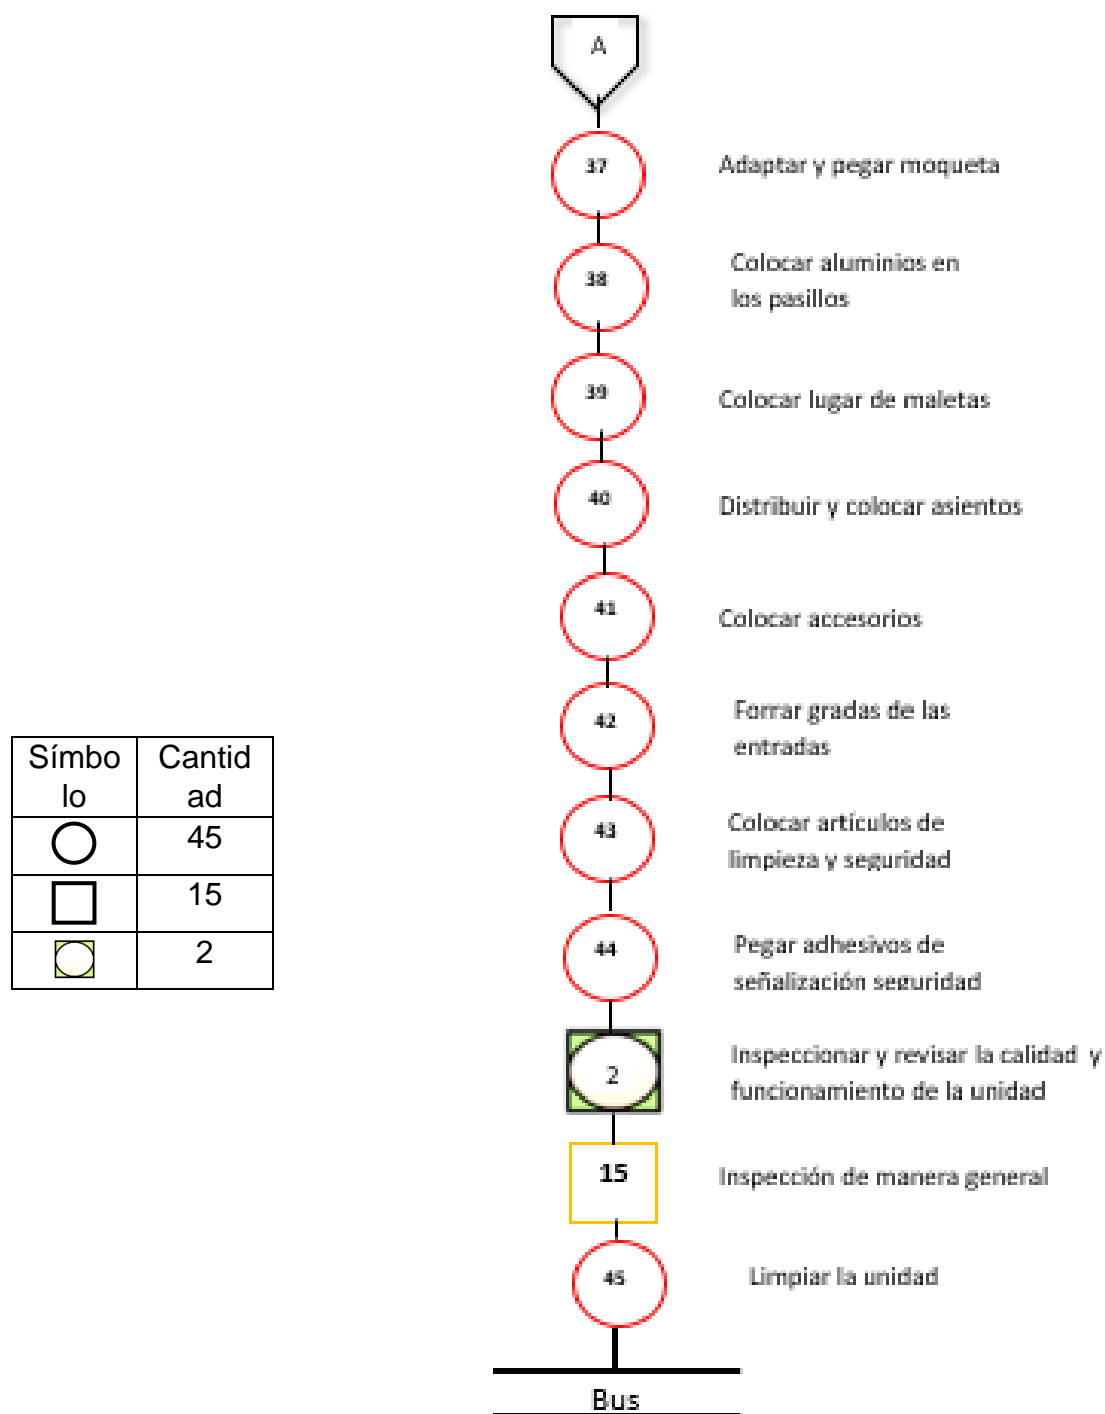 A
37
Adaptar y pegar moqueta
38
Colocar aluminios en
los pasillos
39
Colocar lugar de maletas
40
Distribuir y colocar asientos
41
Colocar accesorios
42
Forrar gradas de las
entradas
43
Colocar artículos de
limpieza y seguridad
44
Pegar adhesivos de
señalización seguridad
2
Inspeccionar y revisar la calidad y
funcionamiento de la unidad
15
Inspección de manera general
45
Limpiar la unidad
Bus
Símbo
lo
Cantid
ad
45
15
2